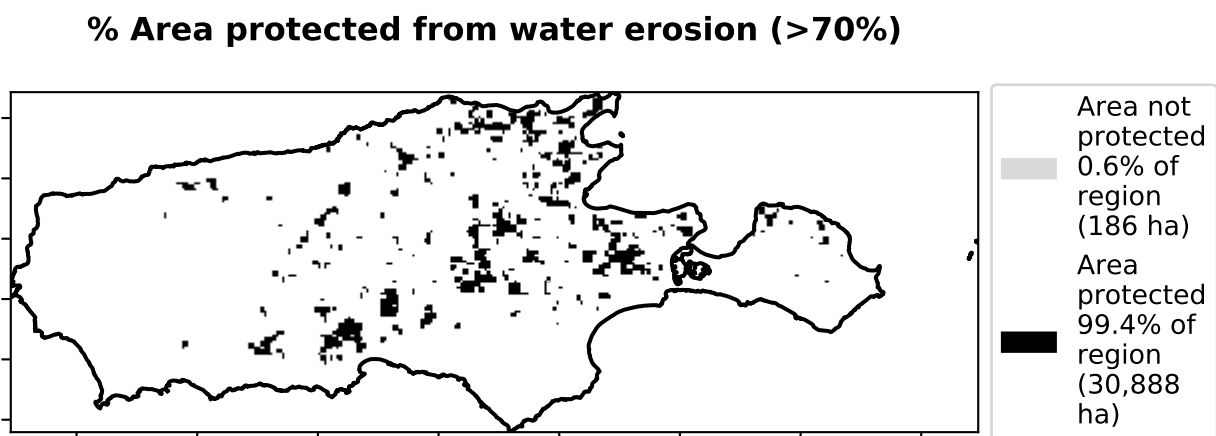 % Area protected from water erosion (>70%)
Area not
protected
0.6% of
region
(186 ha)
Area
protected
99.4% of
region
(30,888
ha)